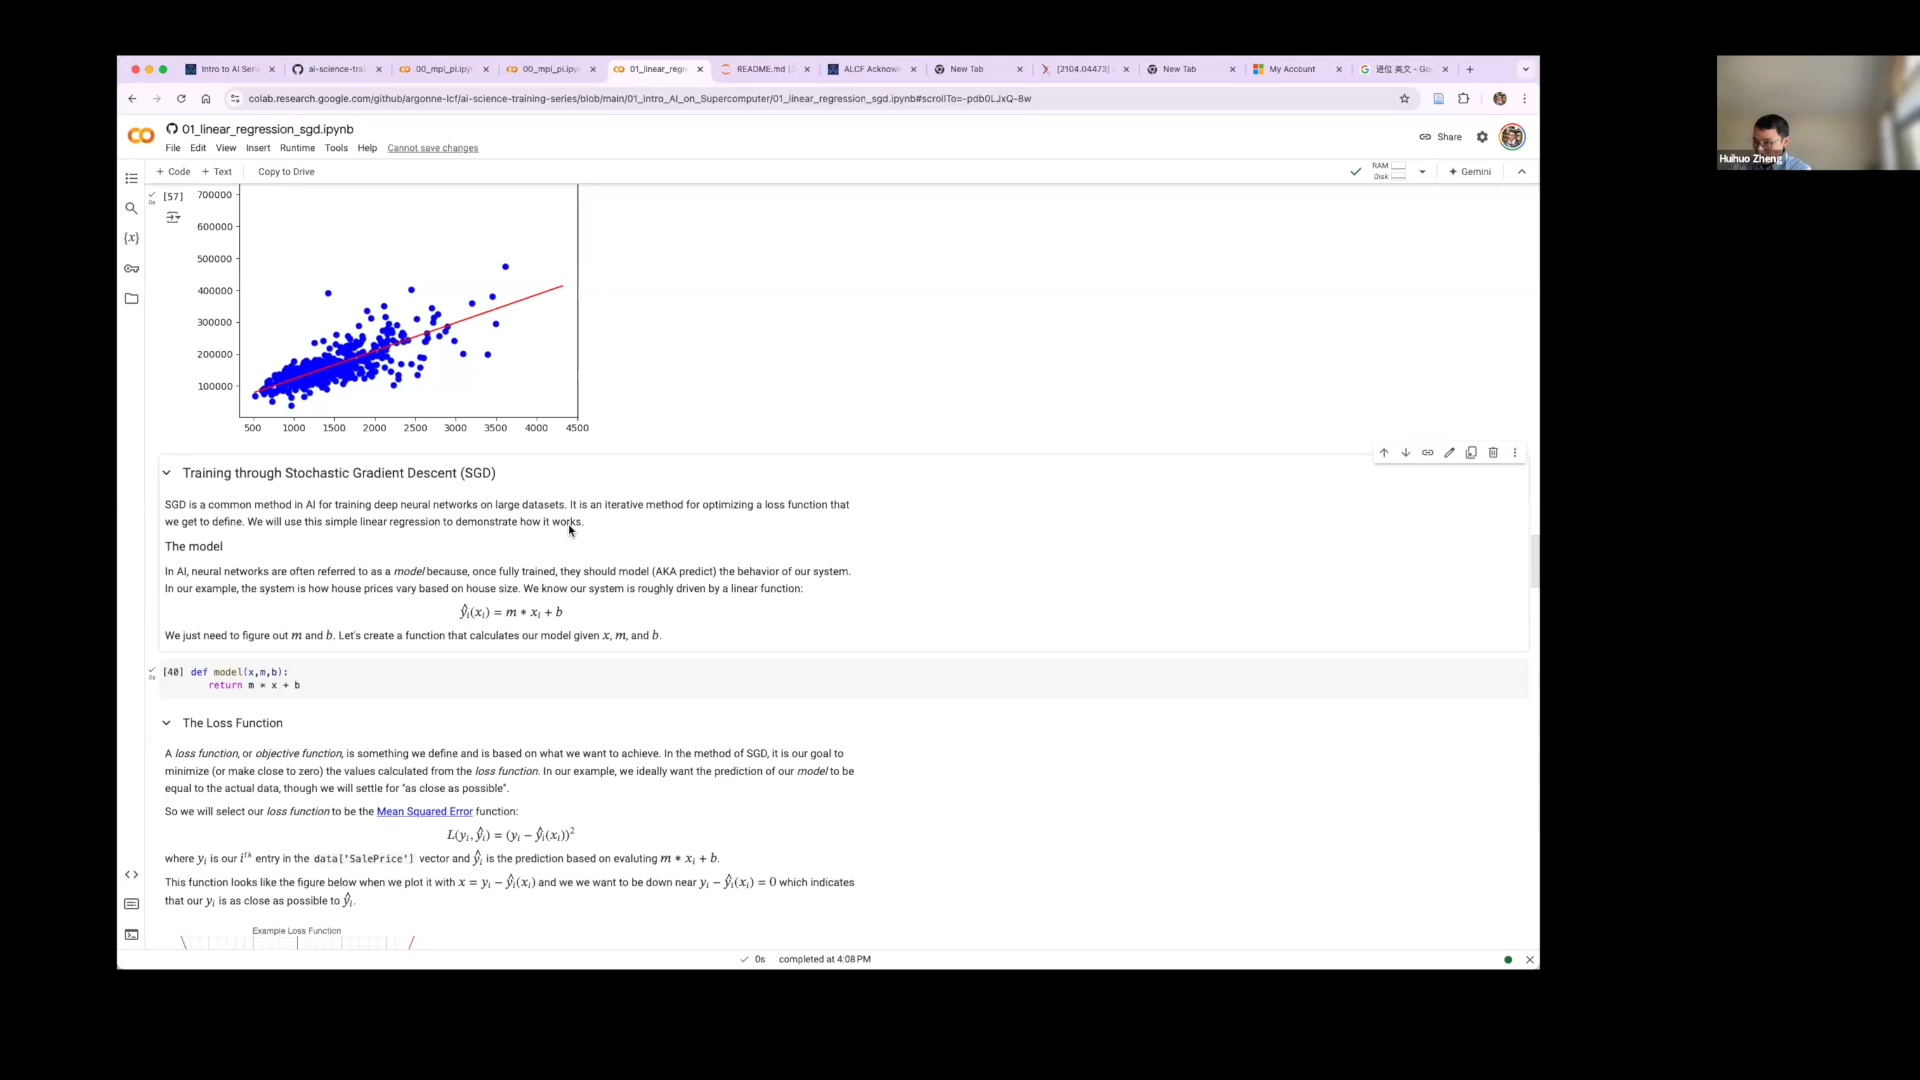 Intro to AI Seri
ai-science-tra
00_mpi_pi.ipy
00_mpi_pi.ipy
01_linear_regr
README.md (
ALCF Acknowl
New Tab
[2104.04473]
New Tab
My Account
进位 英文 - Go
colab.research.google.com/github/argonne-lcf/ai-science-training-series/blob/main/01_intro_AI_on_Supercomputer/01_linear_regression_sgd.ipynb#scrollTo=-pdb0LJxQ-8w
01_linear_regression_sgd.ipynb
Share
File Edit View Insert Runtime Tools Help Cannot save changes
+ Code + Text Copy to Drive
RAM
Disk
Gemini
Huihuo Zheng
[57]
0s
700000
600000
500000
400000
300000
200000
100000
500 1000 1500 2000 2500 3000 3500 4000 4500
Training through Stochastic Gradient Descent (SGD)
SGD is a common method in AI for training deep neural networks on large datasets. It is an iterative method for optimizing a loss function that
we get to define. We will use this simple linear regression to demonstrate how it works.
The model
In AI, neural networks are often referred to as a model because, once fully trained, they should model (AKA predict) the behavior of our system.
In our example, the system is how house prices vary based on house size. We know our system is roughly driven by a linear function:
ŷᵢ(xᵢ) = m * xᵢ + b
We just need to figure out m and b. Let's create a function that calculates our model given x, m, and b.
[40] def model(x,m,b):
0s
return m * x + b
The Loss Function
A loss function, or objective function, is something we define and is based on what we want to achieve. In the method of SGD, it is our goal to
minimize (or make close to zero) the values calculated from the loss function. In our example, we ideally want the prediction of our model to be
equal to the actual data, though we will settle for "as close as possible".
So we will select our loss function to be the Mean Squared Error function:
L(yᵢ, ŷᵢ) = (yᵢ − ŷᵢ(xᵢ))²
where yᵢ is our iᵗʰ entry in the data['SalePrice'] vector and ŷᵢ is the prediction based on evaluting m * xᵢ + b.
This function looks like the figure below when we plot it with x = yᵢ − ŷᵢ(xᵢ) and we we want to be down near yᵢ − ŷᵢ(xᵢ) = 0 which indicates
that our yᵢ is as close as possible to ŷᵢ.
Example Loss Function
0s completed at 4:08 PM